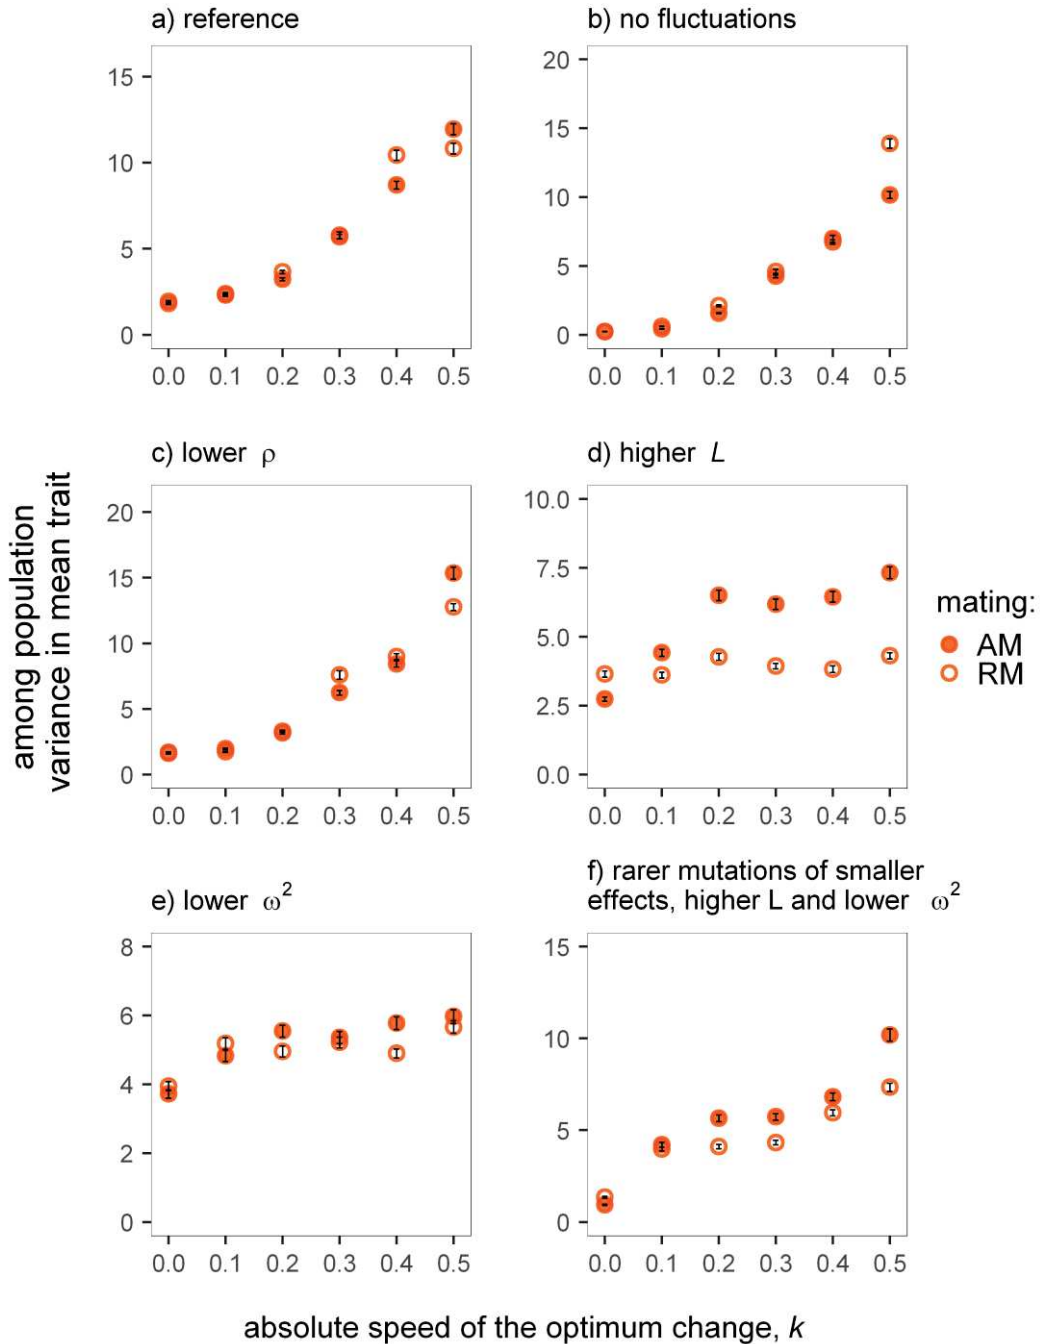 a) reference
15
10
5
0
0.0 0.1 0.2 0.3 0.4 0.5
b) no fluctuations
20
15
10
5
0
0.0 0.1 0.2 0.3 0.4 0.5
among population
variance in mean trait
c) lower ρ
20
15
10
5
0
0.0 0.1 0.2 0.3 0.4 0.5
d) higher L
10.0
7.5
5.0
2.5
0.0
0.0 0.1 0.2 0.3 0.4 0.5
mating:
AM
RM
e) lower ω²
8
6
4
2
0
0.0 0.1 0.2 0.3 0.4 0.5
f) rarer mutations of smaller
effects, higher L and lower ω²
15
10
5
0
0.0 0.1 0.2 0.3 0.4 0.5
absolute speed of the optimum change, k